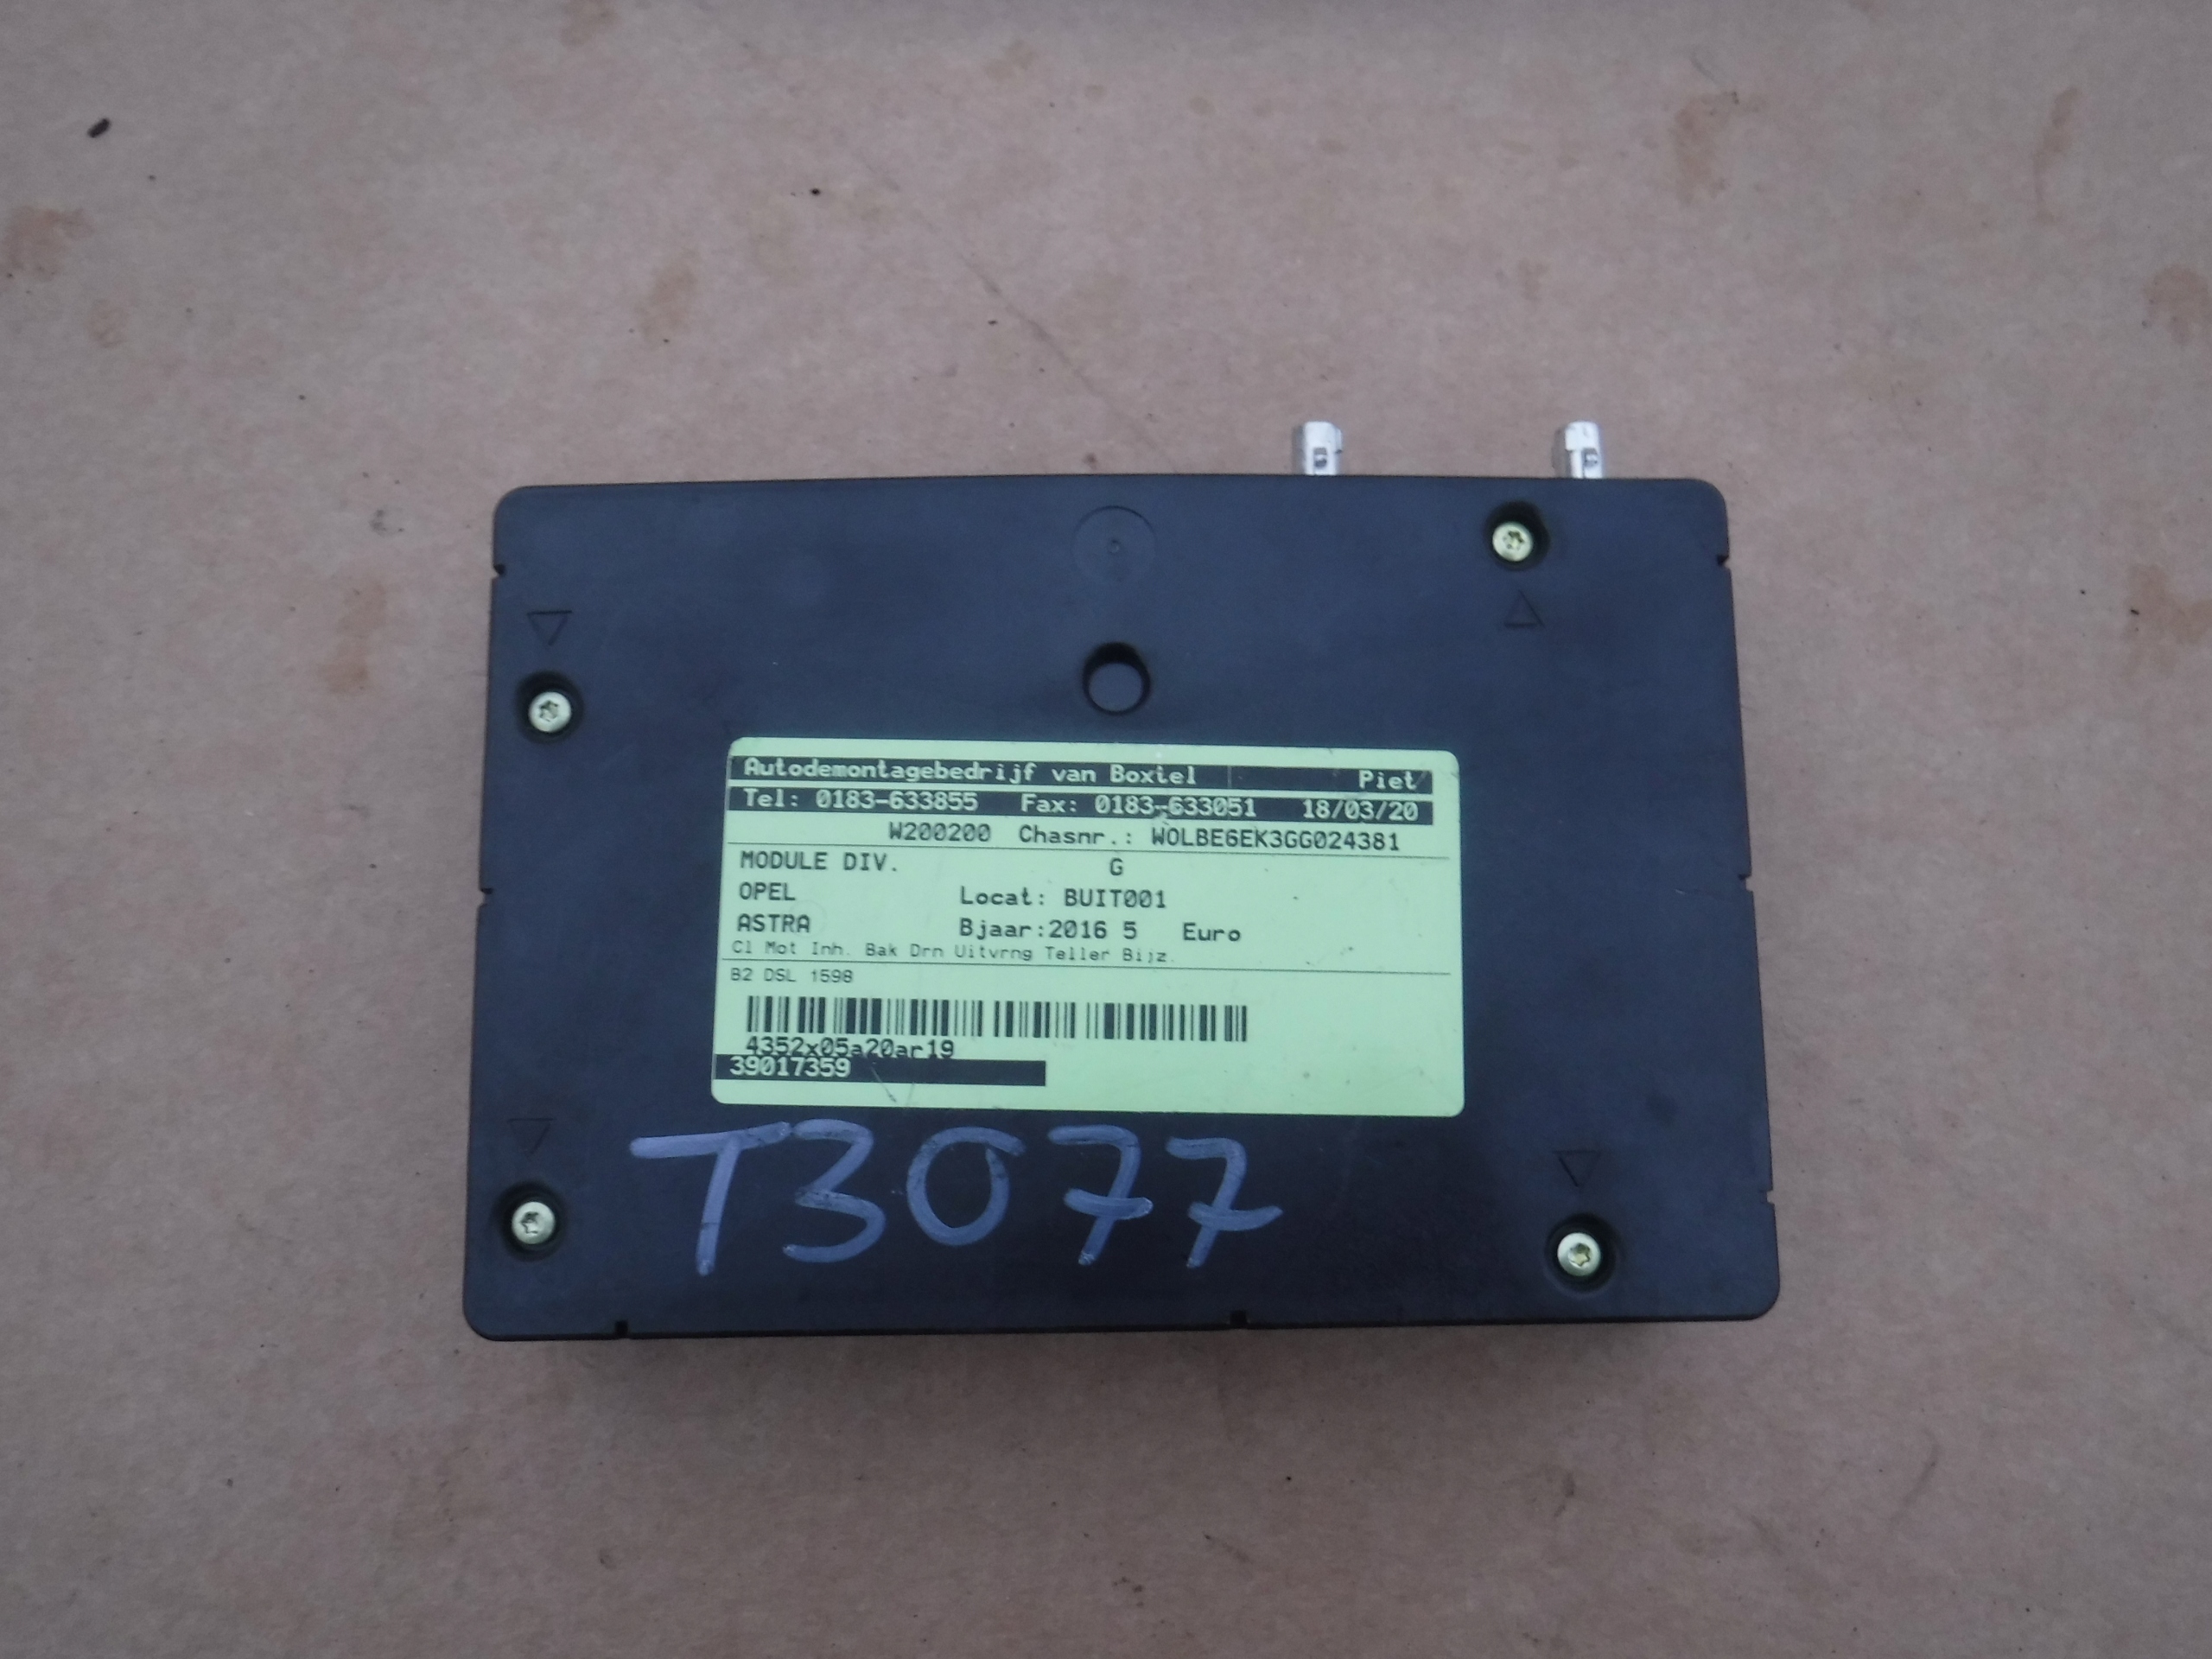 Autodemontagebedrijf van Boxtel Piet
Tel: 0183-633855 Fax: 0183-633051 18/03/20
W200200 Chasnr.: WOLBE6EK3GG024381
MODULE DIV. G
OPEL Locat: BUIT001
ASTRA Bjaar:2016 5 Euro
Cl Mot Inh. Bak Drn Uitvrng Teller Bijz.
B2 DSL 1598
4352x05a20ar19
39017359
T3077